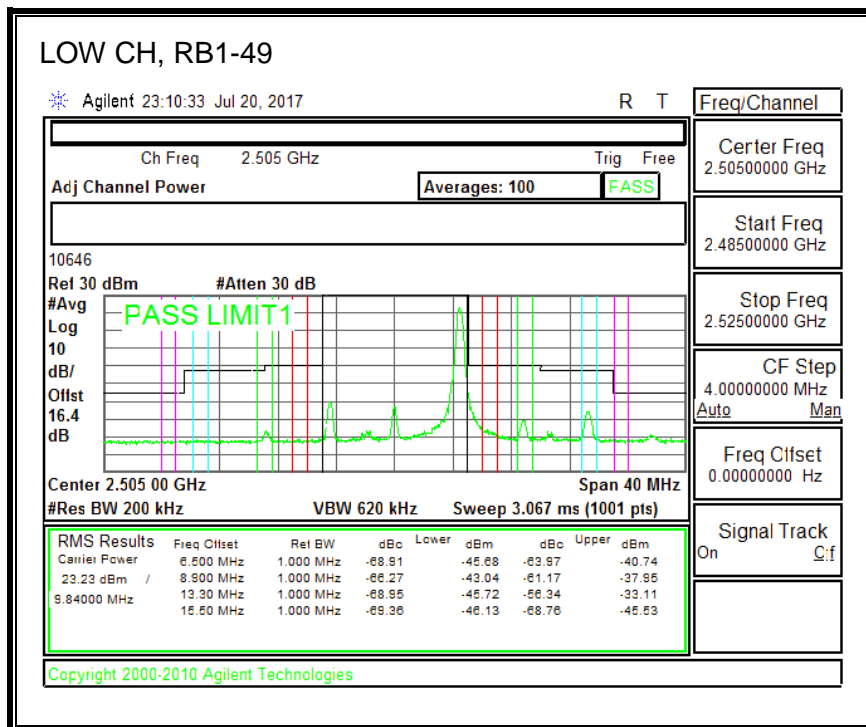 LOW CH, RB1-49
Agilent 23:10:33 Jul 20, 2017 R T
Freq/Channel
Ch Freq 2.505 GHz Trig Free
Adj Channel Power Averages: 100 PASS
Center Freq
2.50500000 GHz
Start Freq
2.48500000 GHz
Stop Freq
2.52500000 GHz
CF Step
4.00000000 MHz
Auto Man
Freq Offset
0.00000000 Hz
Signal Track
On Off
10646
Ref 30 dBm #Atten 30 dB
#Avg
Log
10
dB/
Offst
16.4
dB
PASS LIMIT1
Center 2.505 00 GHz Span 40 MHz
#Res BW 200 kHz VBW 620 kHz Sweep 3.067 ms (1001 pts)
RMS Results Freq Offset Ref BW dBc Lower dBm dBc Upper dBm
Carrier Power 6.500 MHz 1.000 MHz -68.91 -45.68 -63.97 -40.74
23.23 dBm / 8.900 MHz 1.000 MHz -66.27 -43.04 -61.17 -37.95
9.84000 MHz 13.30 MHz 1.000 MHz -68.95 -45.72 -56.34 -33.11
15.50 MHz 1.000 MHz -69.36 -46.13 -68.76 -45.53
Copyright 2000-2010 Agilent Technologies